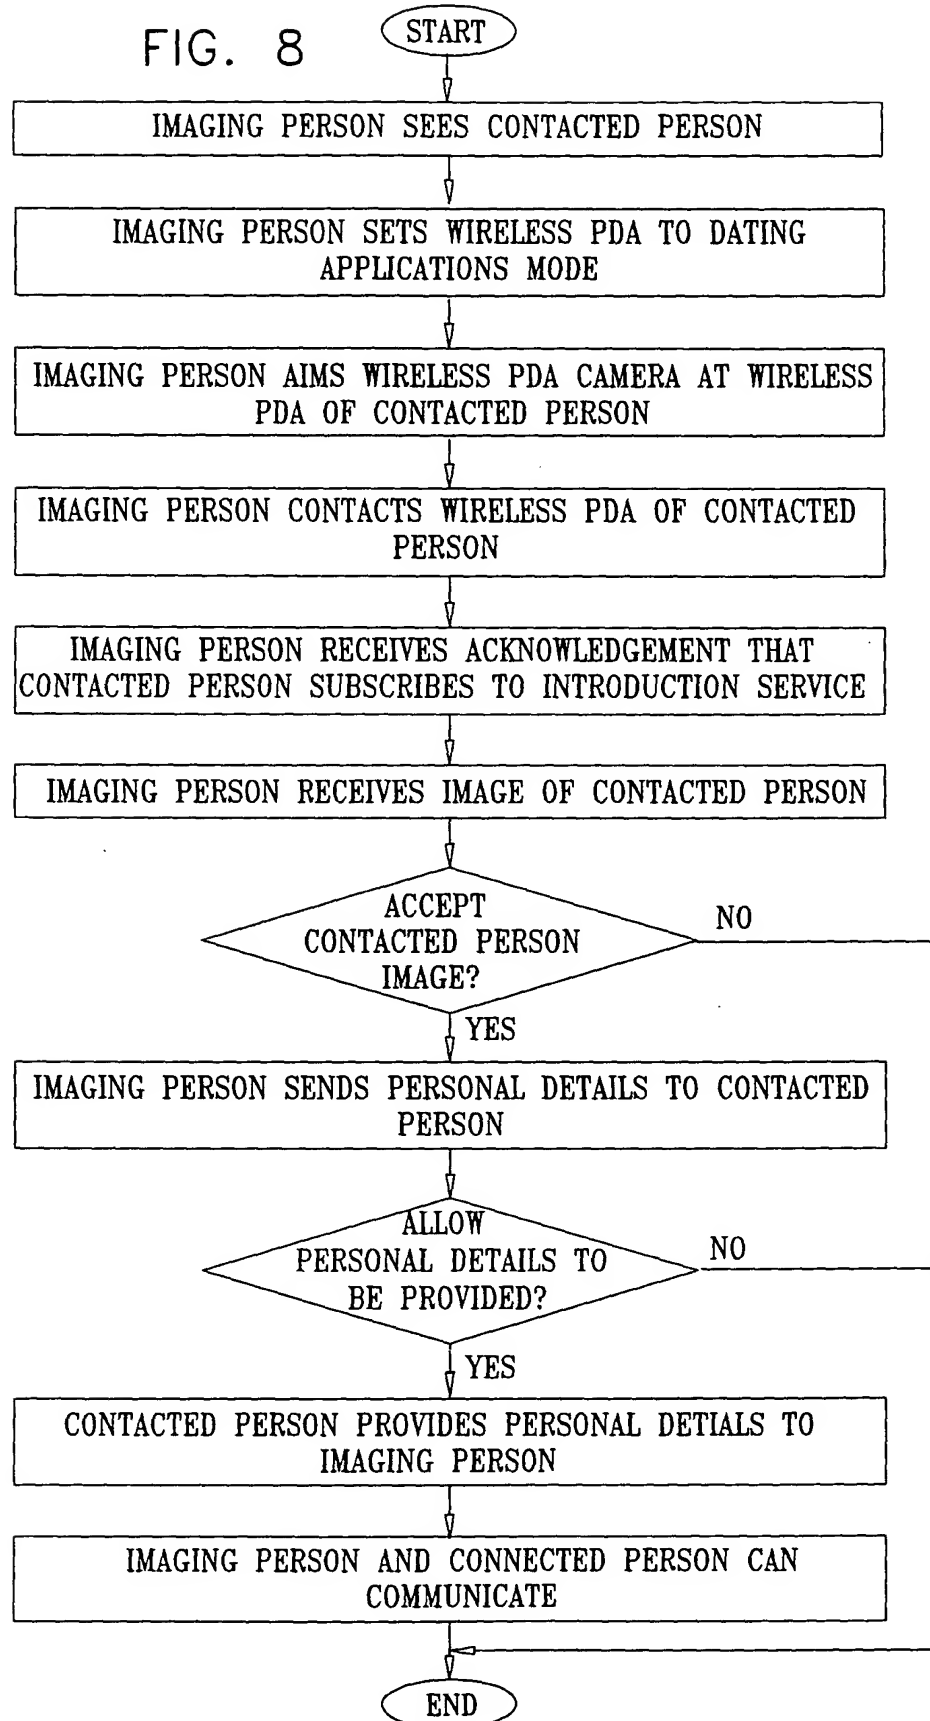 FIG. 8
START
IMAGING PERSON SEES CONTACTED PERSON
IMAGING PERSON SETS WIRELESS PDA TO DATING
APPLICATIONS MODE
IMAGING PERSON AIMS WIRELESS PDA CAMERA AT WIRELESS
PDA OF CONTACTED PERSON
IMAGING PERSON CONTACTS WIRELESS PDA OF CONTACTED
PERSON
IMAGING PERSON RECEIVES ACKNOWLEDGEMENT THAT
CONTACTED PERSON SUBSCRIBES TO INTRODUCTION SERVICE
IMAGING PERSON RECEIVES IMAGE OF CONTACTED PERSON
ACCEPT
CONTACTED PERSON
IMAGE?
NO
YES
IMAGING PERSON SENDS PERSONAL DETAILS TO CONTACTED
PERSON
ALLOW
PERSONAL DETAILS TO
BE PROVIDED?
NO
YES
CONTACTED PERSON PROVIDES PERSONAL DETIALS TO
IMAGING PERSON
IMAGING PERSON AND CONNECTED PERSON CAN
COMMUNICATE
END